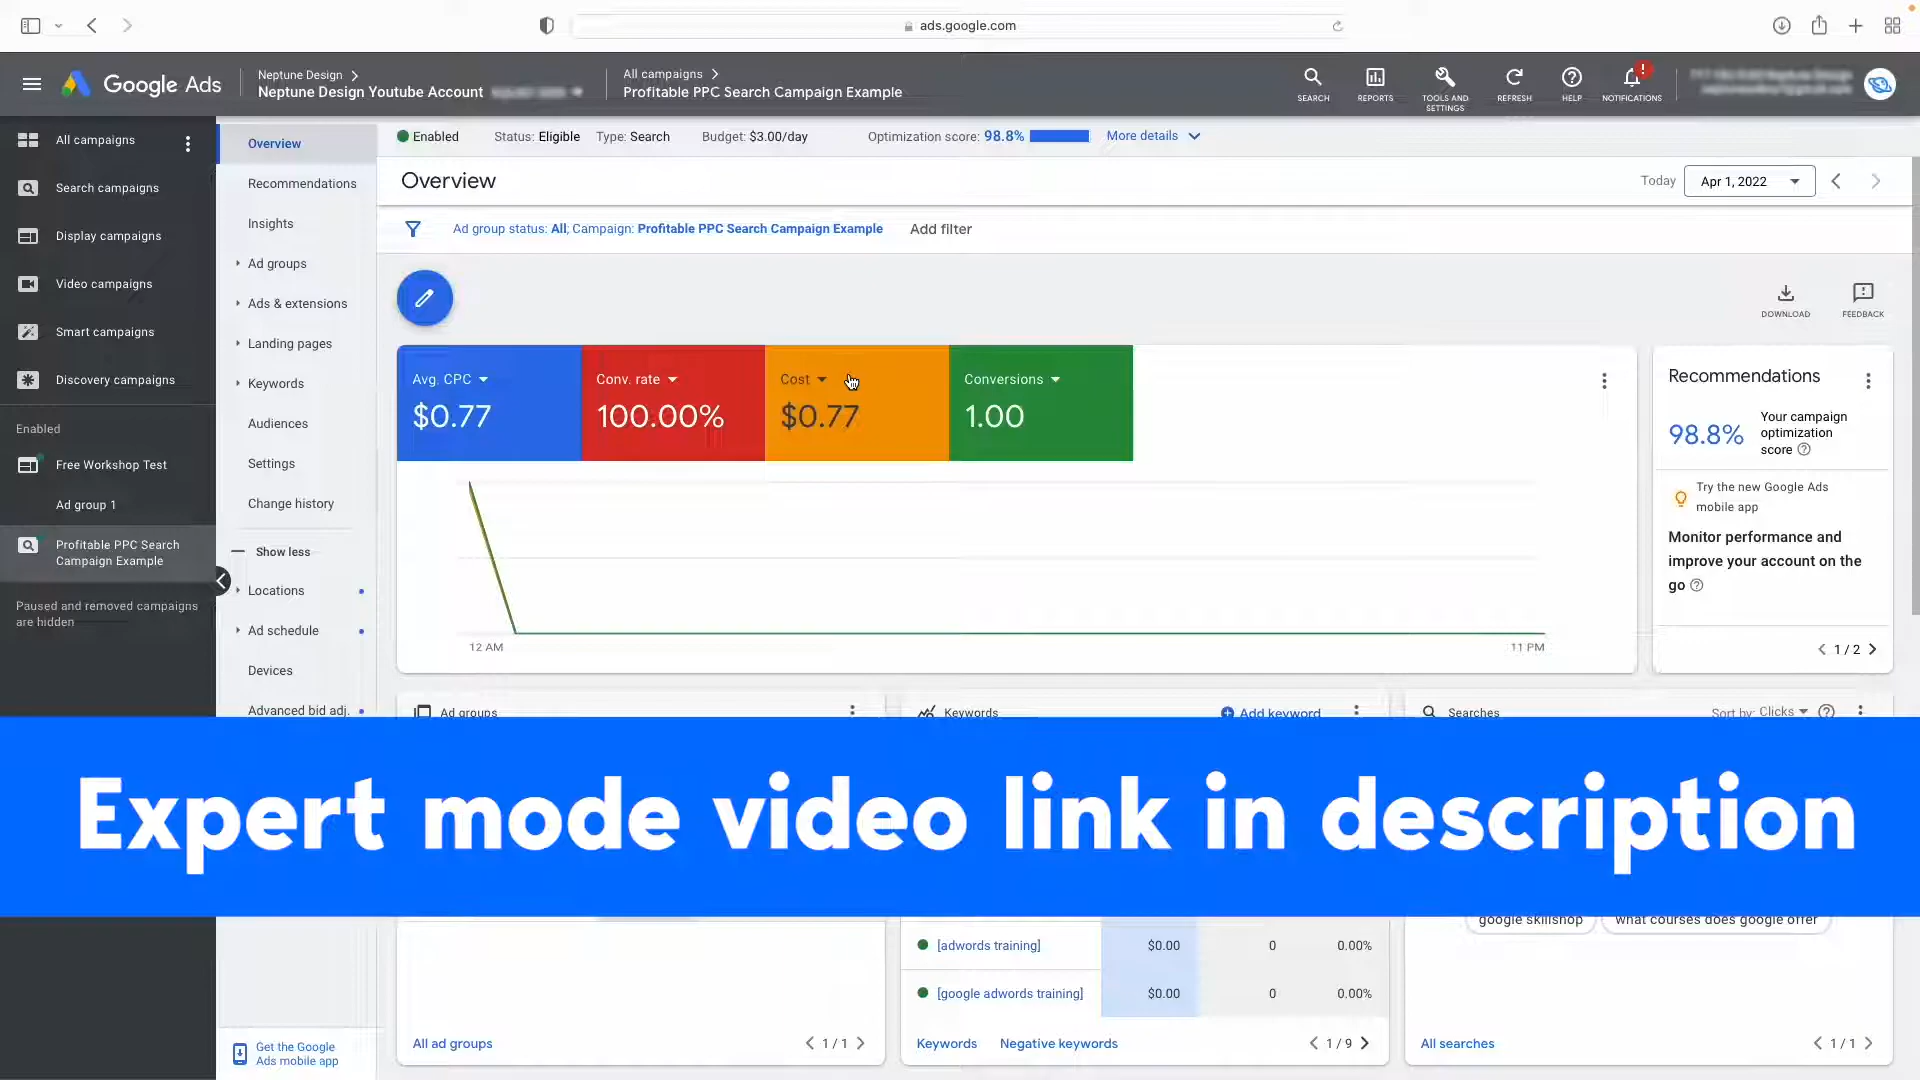 ads.google.com
Google Ads
Neptune Design
Neptune Design Youtube Account
All campaigns
Profitable PPC Search Campaign Example
SEARCH
REPORTS
TOOLS AND
SETTINGS
REFRESH
HELP
NOTIFICATIONS
All campaigns
Search campaigns
Display campaigns
Video campaigns
Smart campaigns
Discovery campaigns
Enabled
Free Workshop Test
Ad group 1
Profitable PPC Search
Campaign Example
Paused and removed campaigns
are hidden
Overview
Recommendations
Insights
Ad groups
Ads & extensions
Landing pages
Keywords
Audiences
Settings
Change history
Show less
Locations
Ad schedule
Devices
Advanced bid adj.
Get the Google
Ads mobile app
Enabled Status: Eligible Type: Search Budget: $3.00/day Optimization score: 98.8% More details
Overview
Today Apr 1, 2022
Ad group status: All; Campaign: Profitable PPC Search Campaign Example Add filter
DOWNLOAD
FEEDBACK
Avg. CPC
$0.77
Conv. rate
100.00%
Cost
$0.77
Conversions
1.00
12 AM
11 PM
Recommendations
98.8%
Your campaign
optimization
score
Try the new Google Ads
mobile app
Monitor performance and
improve your account on the
go
1 / 2
Ad groups
Keywords
Add keyword
Searches
Sort by: Clicks
Expert mode video link in description
google skillshop
what courses does google offer
[adwords training] $0.00 0 0.00%
[google adwords training] $0.00 0 0.00%
All ad groups
1 / 1
Keywords
Negative keywords
1 / 9
All searches
1 / 1